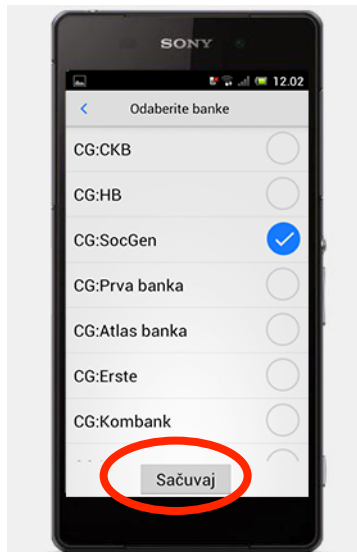 SONY
12.02
Odaberite banke
CG:CKB
CG:HB
CG:SocGen
CG:Prva banka
CG:Atlas banka
CG:Erste
CG:Kombank
Sačuvaj